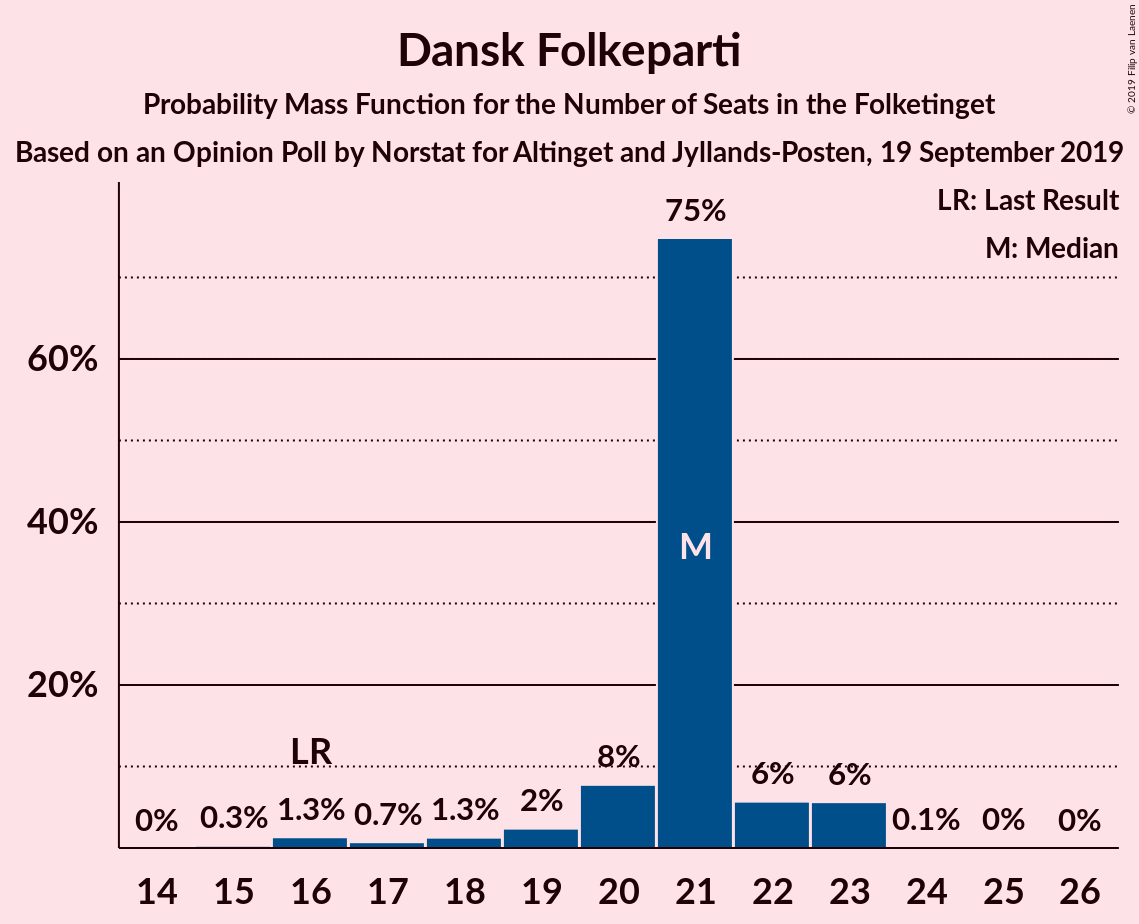 Dansk Folkeparti
Probability Mass Function for the Number of Seats in the Folketinget
Based on an Opinion Poll by Norstat for Altinget and Jyllands-Posten, 19 September 2019
© 2019 Filip van Laenen
LR: Last Result
M: Median
60%
40%
20%
0%
0.3%
1.3%
0.7%
1.3%
2%
8%
75%
6%
6%
0.1%
0%
0%
LR
M
14 15 16 17 18 19 20 21 22 23 24 25 26